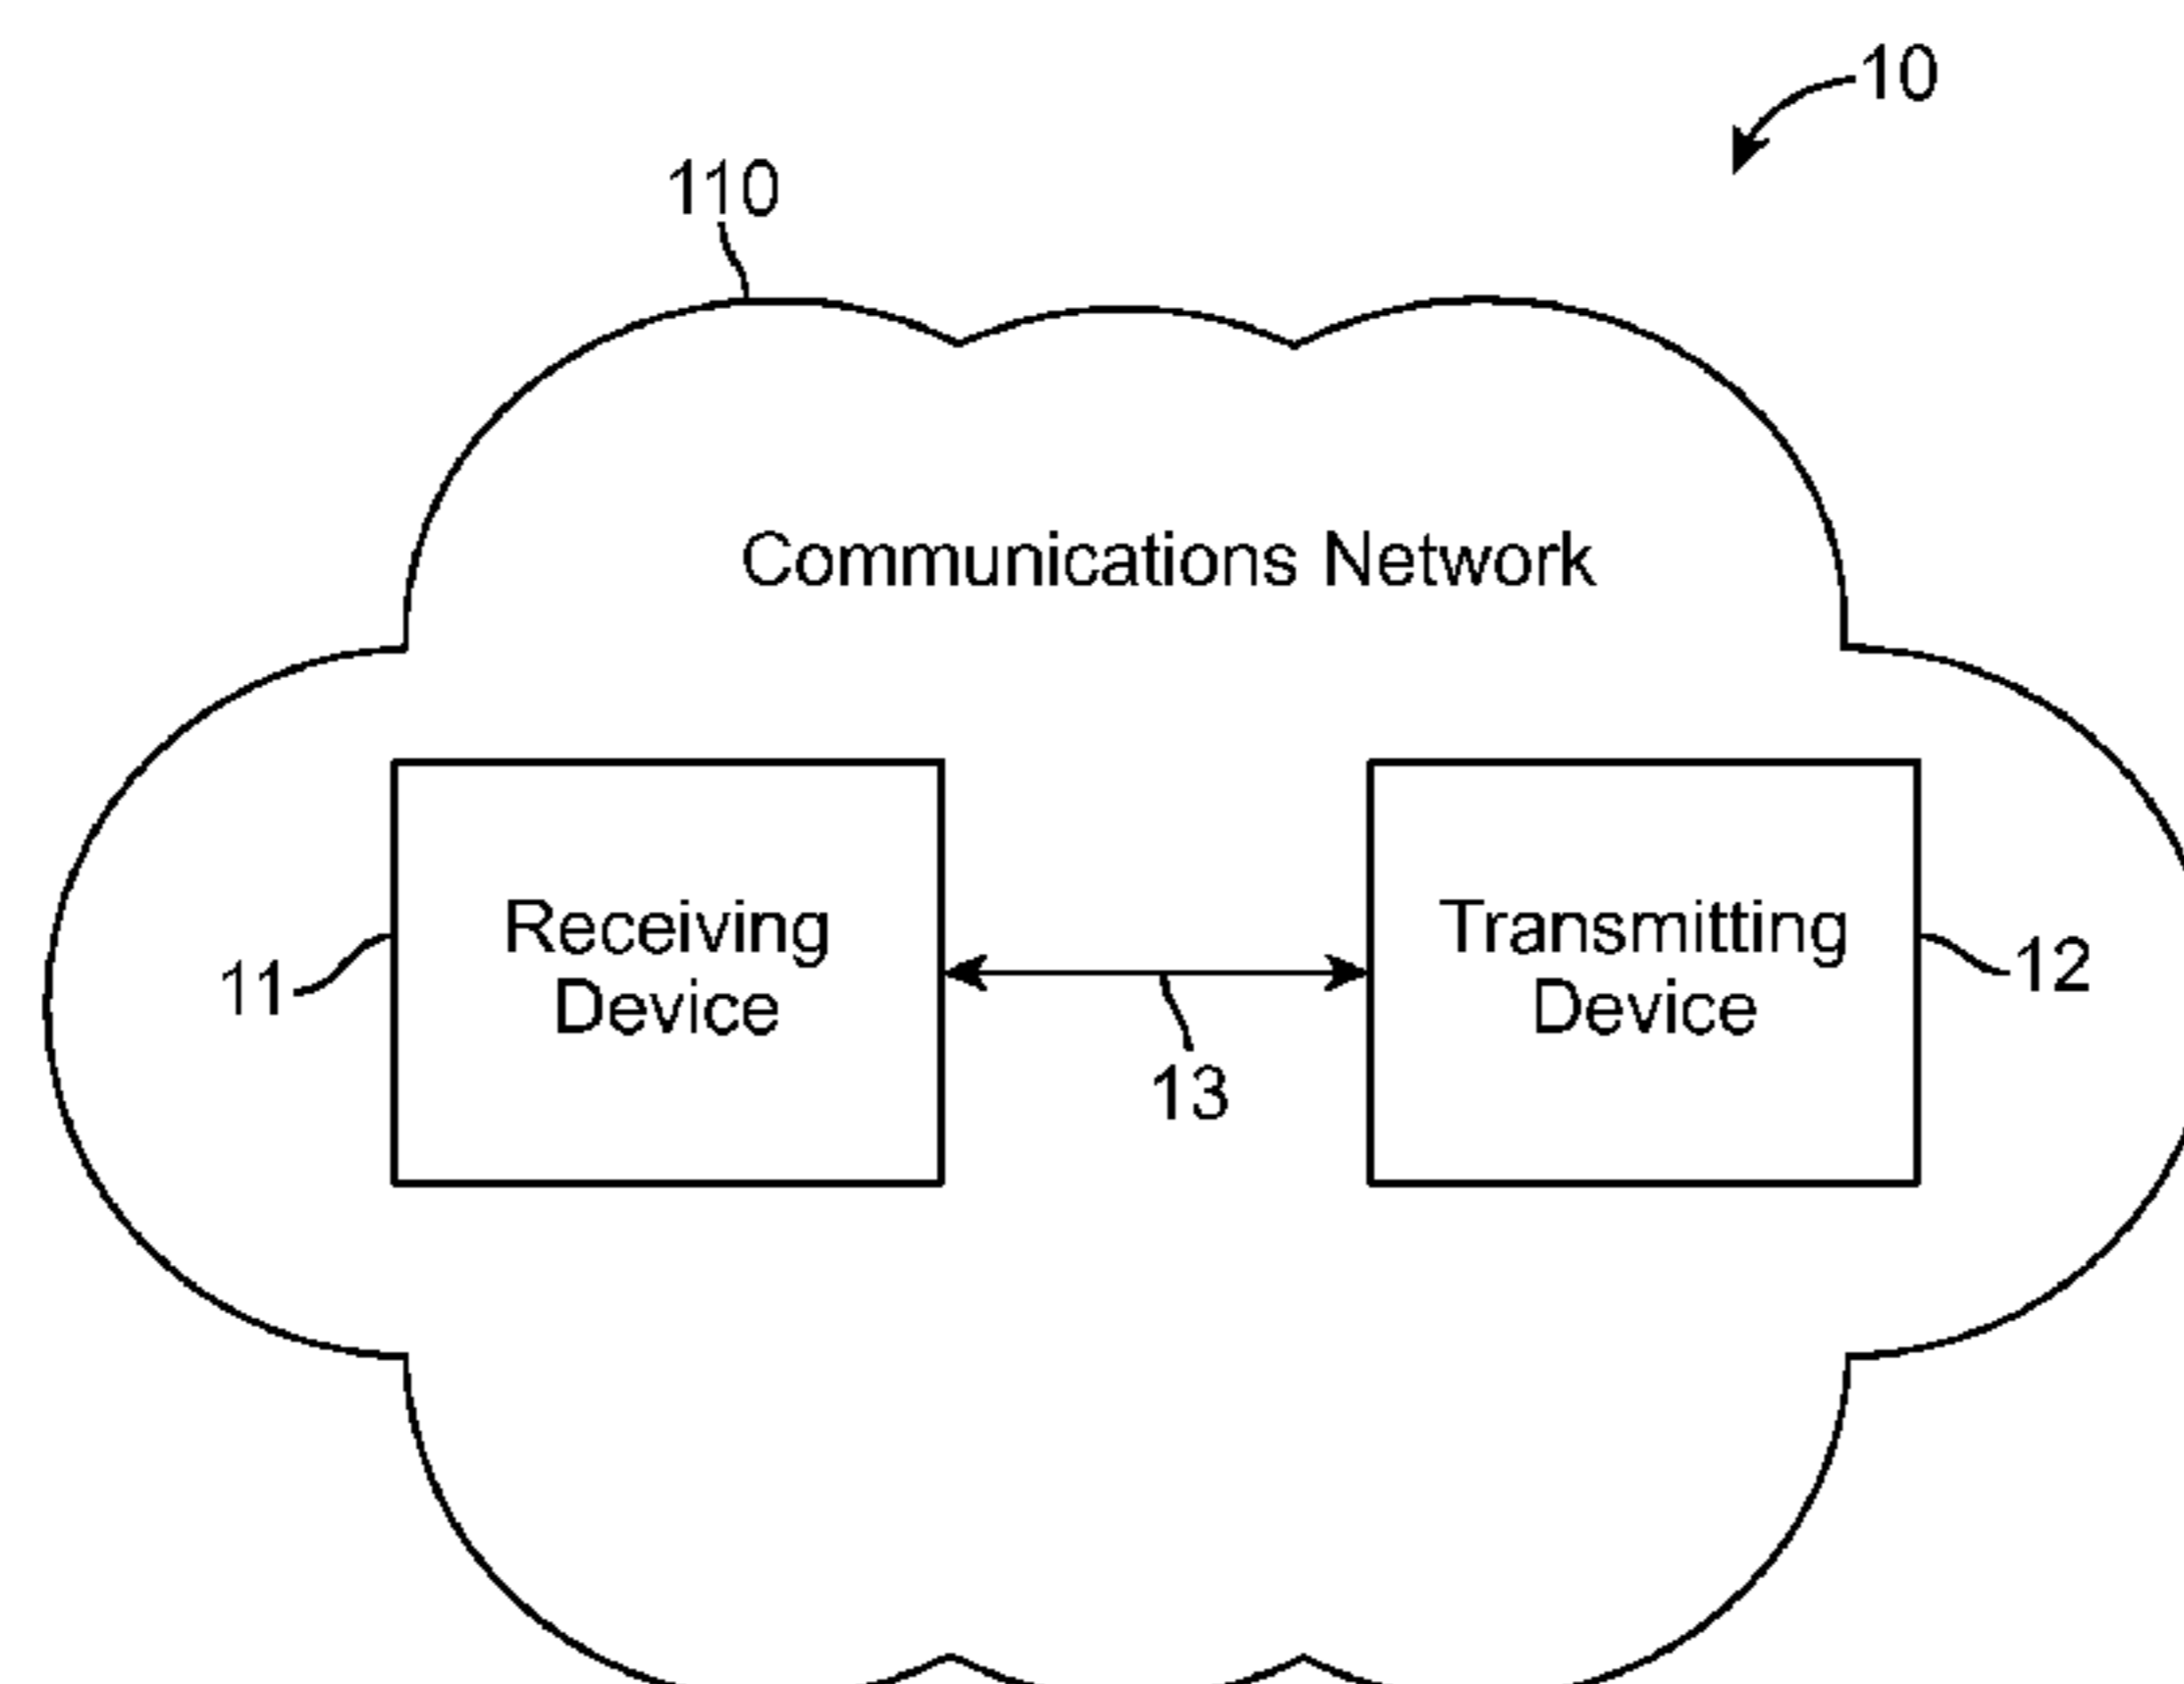 10
110
Communications Network
Receiving
Device
Transmitting
Device
11
12
13